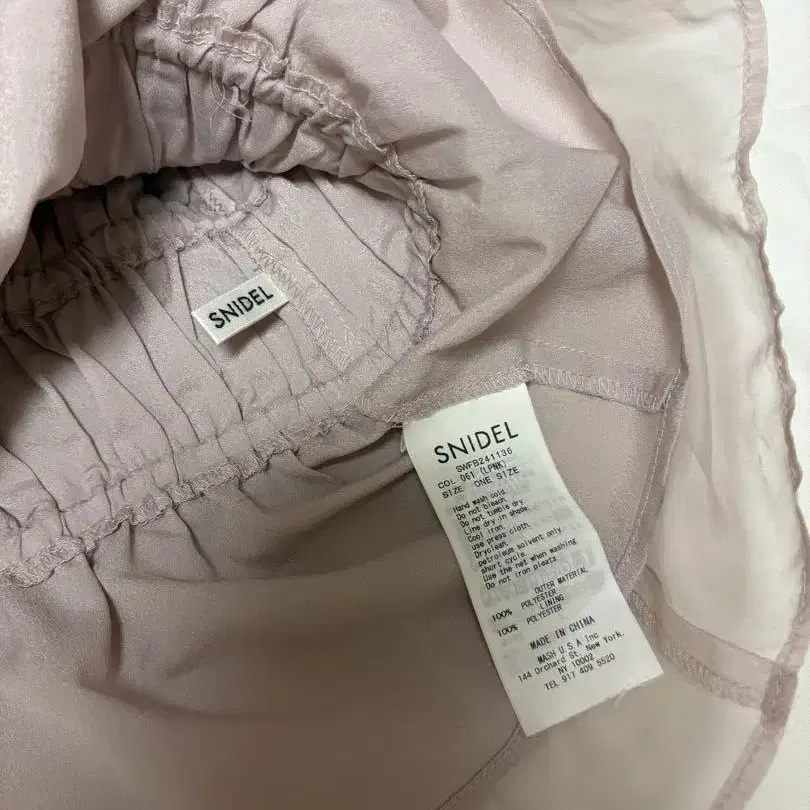 SNIDEL
SNIDEL
SWFB241136
COL 061 (LPNK)
SIZE ONE SIZE
Hand wash cold.
Do not bleach.
Do not tumble dry.
Line dry in shade.
Cool iron.
use press cloth.
Dryclean.
petroleum solvent only
short cycle.
Use the net when washing
Do not iron pleats.
OUTER MATERIAL
100% POLYESTER
LINING
100% POLYESTER
MADE IN CHINA
MASH U.S.A Inc
144 Orchard St. New York.
NY 10002
TEL 917 409 5520